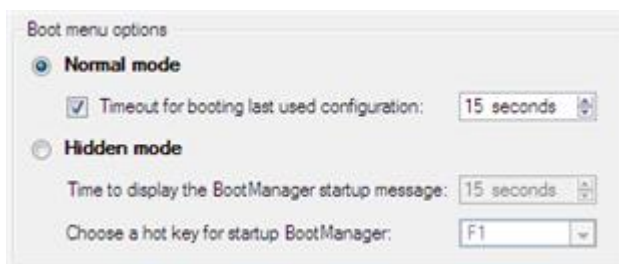 Boot menu options
Normal mode
Timeout for booting last used configuration: 15 seconds
Hidden mode
Time to display the BootManager startup message: 15 seconds
Choose a hot key for startup BootManager: F1